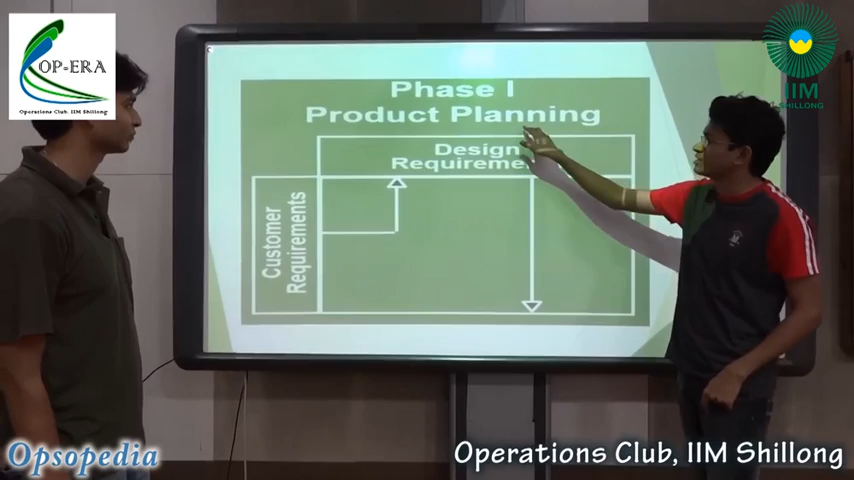 OP-ERA
Operations Club, IIM Shillong
IIM
SHILLONG
Phase I
Product Planning
Design
Requireme
Customer
Requirements
Opsopedia
Operations Club, IIM Shillong